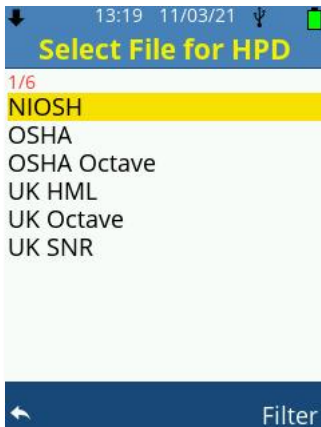 13:19 11/03/21
Select File for HPD
1/6
NIOSH
OSHA
OSHA Octave
UK HML
UK Octave
UK SNR
Filter